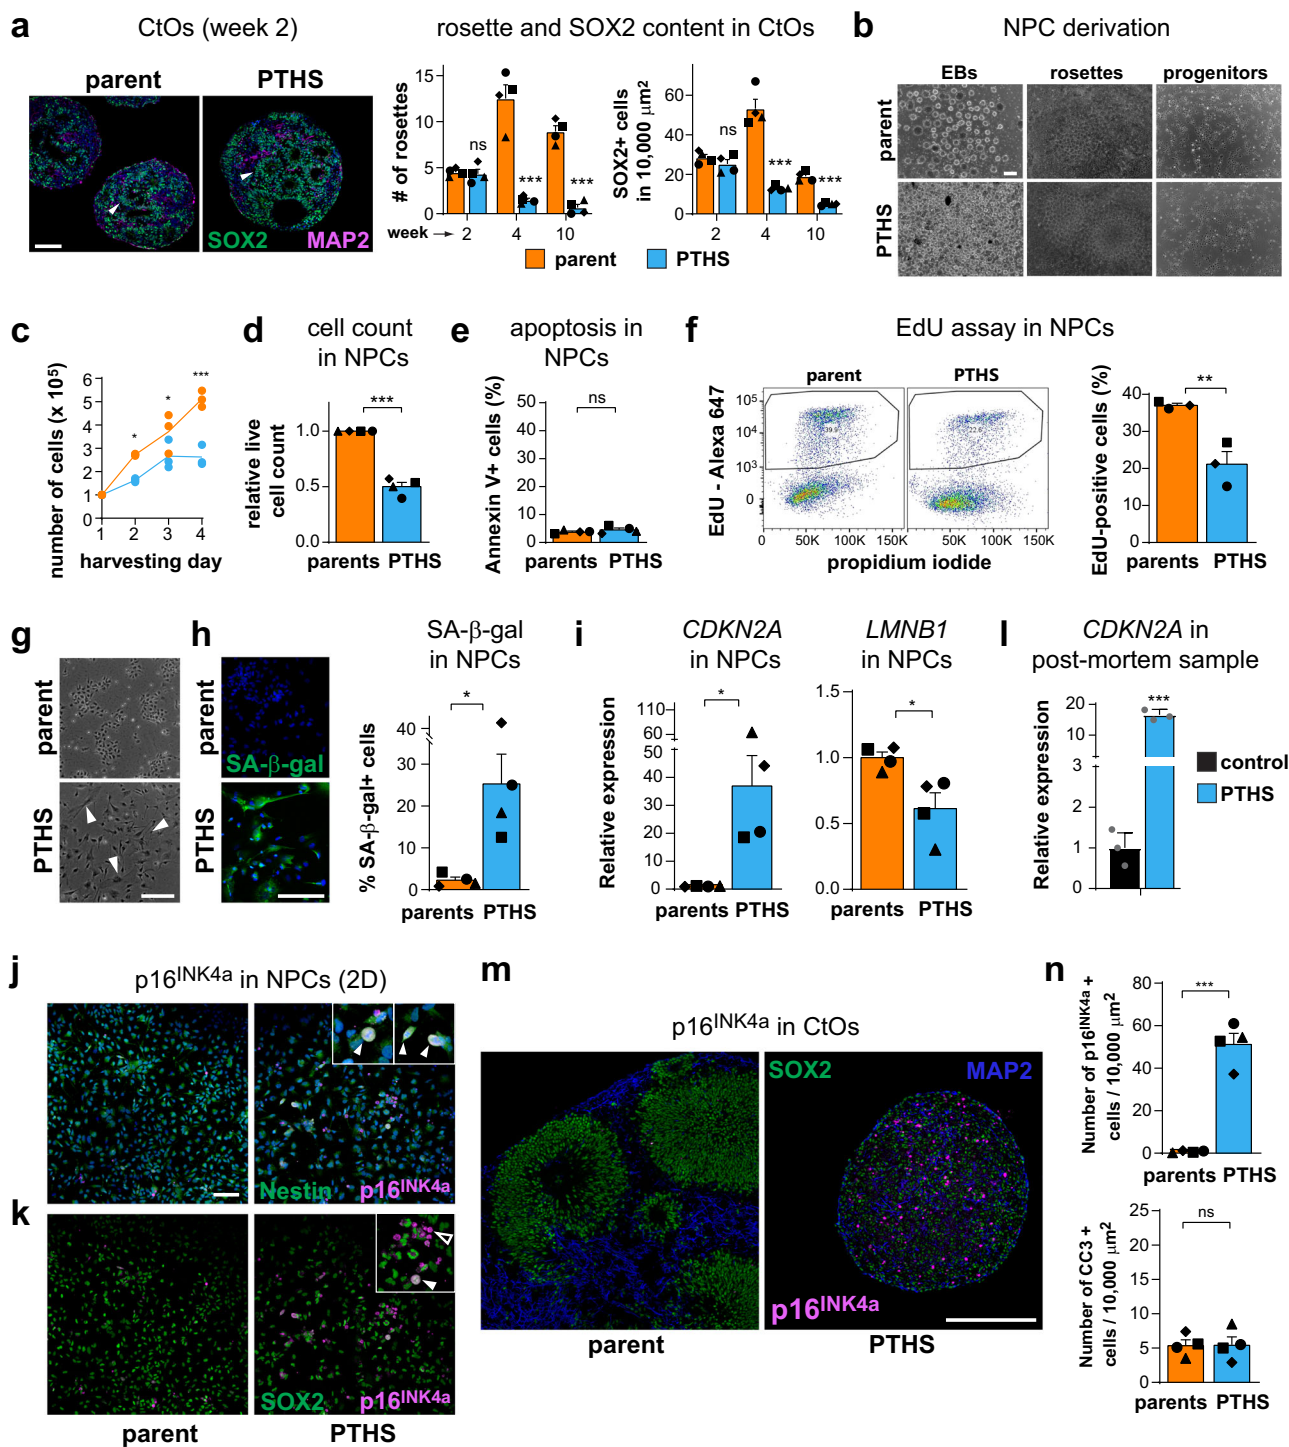 a
CtOs (week 2)
rosette and SOX2 content in CtOs
parent
PTHS
SOX2
MAP2
# of rosettes
15
10
5
0
ns
***
***
week →
2
4
10
SOX2+ cells
in 10,000 µm2
60
40
20
0
ns
***
***
2
4
10
parent
PTHS
b
NPC derivation
EBs
rosettes
progenitors
parent
PTHS
c
number of cells (x 10⁵)
6
5
4
3
2
1
0
*
*
***
1
2
3
4
harvesting day
d
cell count
in NPCs
relative live
cell count
1.0
0.5
0.0
***
parents
PTHS
e
apoptosis in
NPCs
Annexin V+ cells (%)
50
40
30
20
10
0
ns
parents
PTHS
f
EdU assay in NPCs
parent
PTHS
EdU - Alexa 647
10⁵
10⁴
10³
0
0
50K
100K
150K
0
50K
100K
150K
propidium iodide
EdU-positive cells (%)
40
30
20
10
0
**
parents
PTHS
g
parent
PTHS
h
parent
PTHS
SA-β-gal
SA-β-gal
in NPCs
% SA-β-gal+ cells
40
30
20
10
0
*
parents
PTHS
i
CDKN2A
in NPCs
Relative expression
110
60
50
40
30
20
10
0
*
parents
PTHS
LMNB1
in NPCs
1.5
1.0
0.5
0.0
*
parents
PTHS
l
CDKN2A in
post-mortem sample
Relative expression
20
10
3
2
1
0
***
control
PTHS
j
p16INK4a in NPCs (2D)
Nestin
p16INK4a
k
SOX2
p16INK4a
parent
PTHS
m
p16INK4a in CtOs
SOX2
MAP2
p16INK4a
parent
PTHS
n
Number of p16INK4a +
cells / 10,000 µm²
80
60
40
20
0
***
parents
PTHS
Number of CC3 +
cells / 10,000 µm²
25
20
15
10
5
0
ns
parents
PTHS